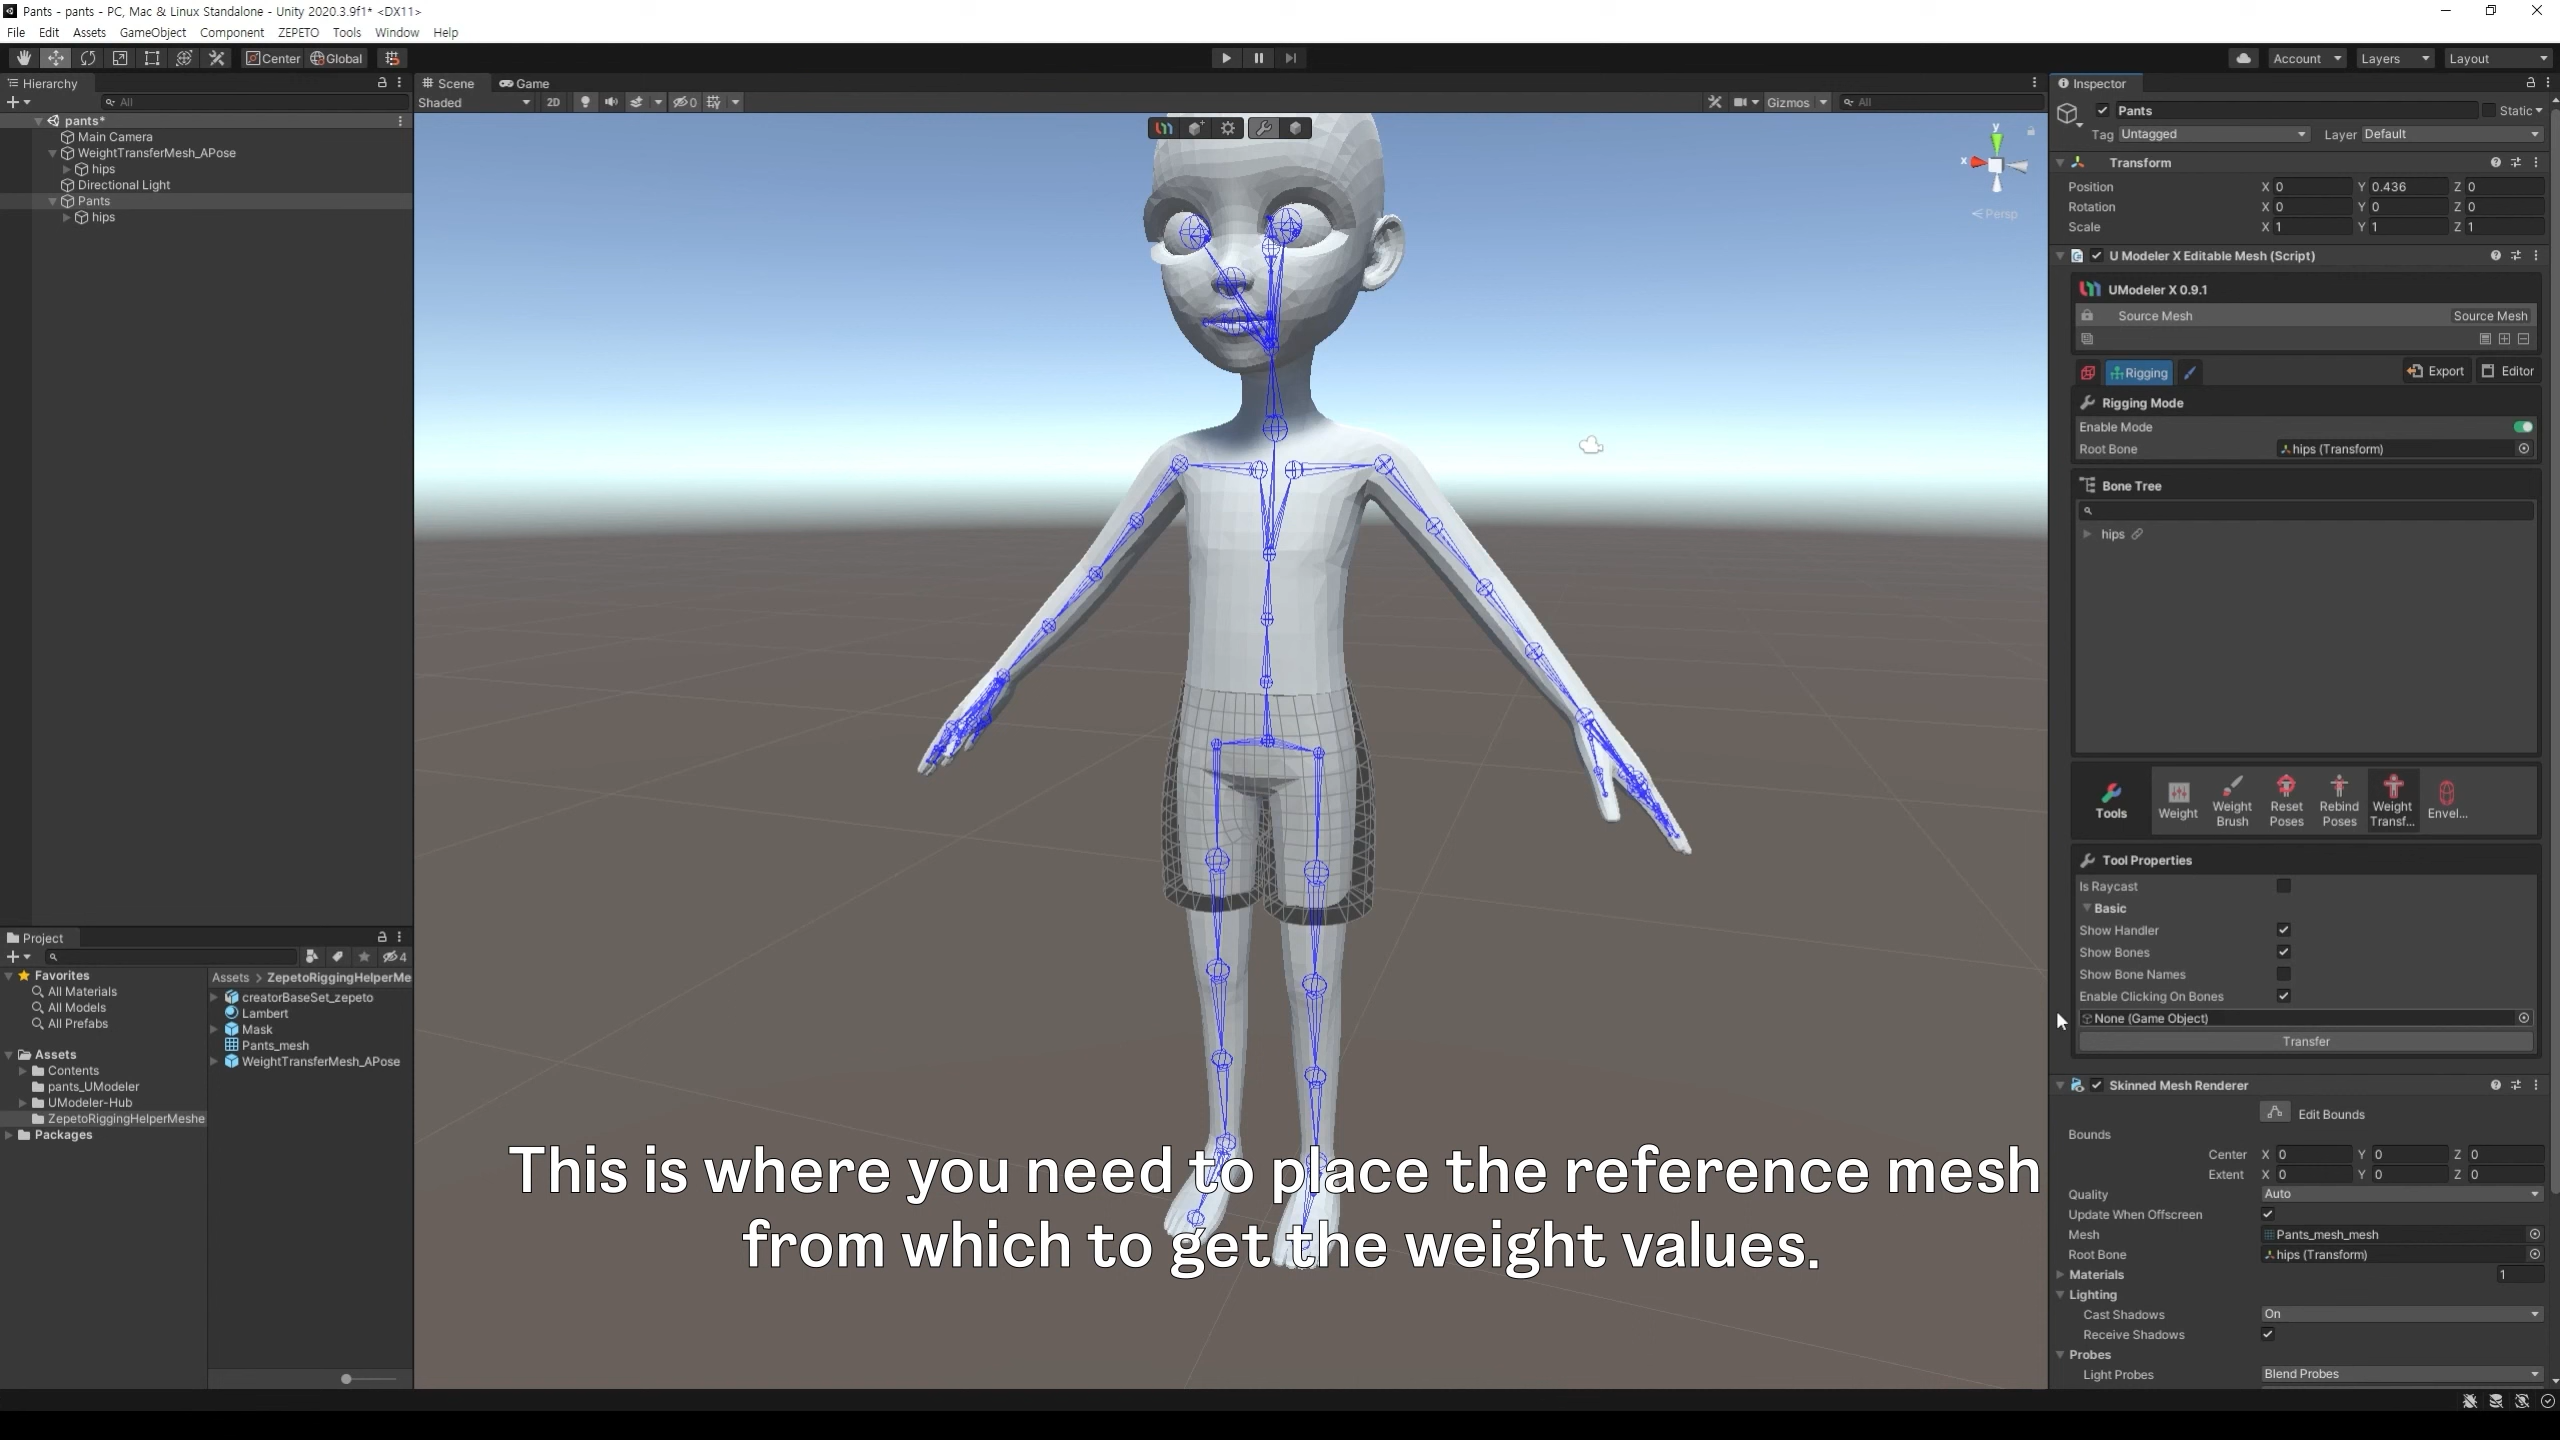 Pants - pants - PC, Mac & Linux Standalone - Unity 2020.3.9f1* <DX11>
File Edit Assets GameObject Component ZEPETO Tools Window Help
Center Global
Account Layers Layout
Hierarchy
All
pants*
Main Camera
WeightTransferMesh_APose
hips
Directional Light
Pants
hips
Scene Game
Shaded 2D 0 Gizmos All
y
x
Persp
Inspector
Pants Static
Tag Untagged Layer Default
Transform
Position X 0 Y 0.436 Z 0
Rotation X 0 Y 0 Z 0
Scale X 1 Y 1 Z 1
U Modeler X Editable Mesh (Script)
UModeler X 0.9.1
Source Mesh Source Mesh
Rigging Export Editor
Rigging Mode
Enable Mode
Root Bone hips (Transform)
Bone Tree
hips
Tools Weight Weight Brush Reset Poses Rebind Poses Weight Transf... Envel...
Tool Properties
Is Raycast
Basic
Show Handler
Show Bones
Show Bone Names
Enable Clicking On Bones
None (Game Object)
Transfer
Skinned Mesh Renderer
Edit Bounds
Bounds
Center X 0 Y 0 Z 0
Extent X 0 Y 0 Z 0
Quality Auto
Update When Offscreen
Mesh Pants_mesh_mesh
Root Bone hips (Transform)
Materials 1
Lighting
Cast Shadows On
Receive Shadows
Probes
Light Probes Blend Probes
Project
4
Favorites
All Materials
All Models
All Prefabs
Assets
Contents
pants_UModeler
UModeler-Hub
ZepetoRiggingHelperMeshe
Packages
Assets > ZepetoRiggingHelperMe
creatorBaseSet_zepeto
Lambert
Mask
Pants_mesh
WeightTransferMesh_APose
This is where you need to place the reference mesh
from which to get the weight values.